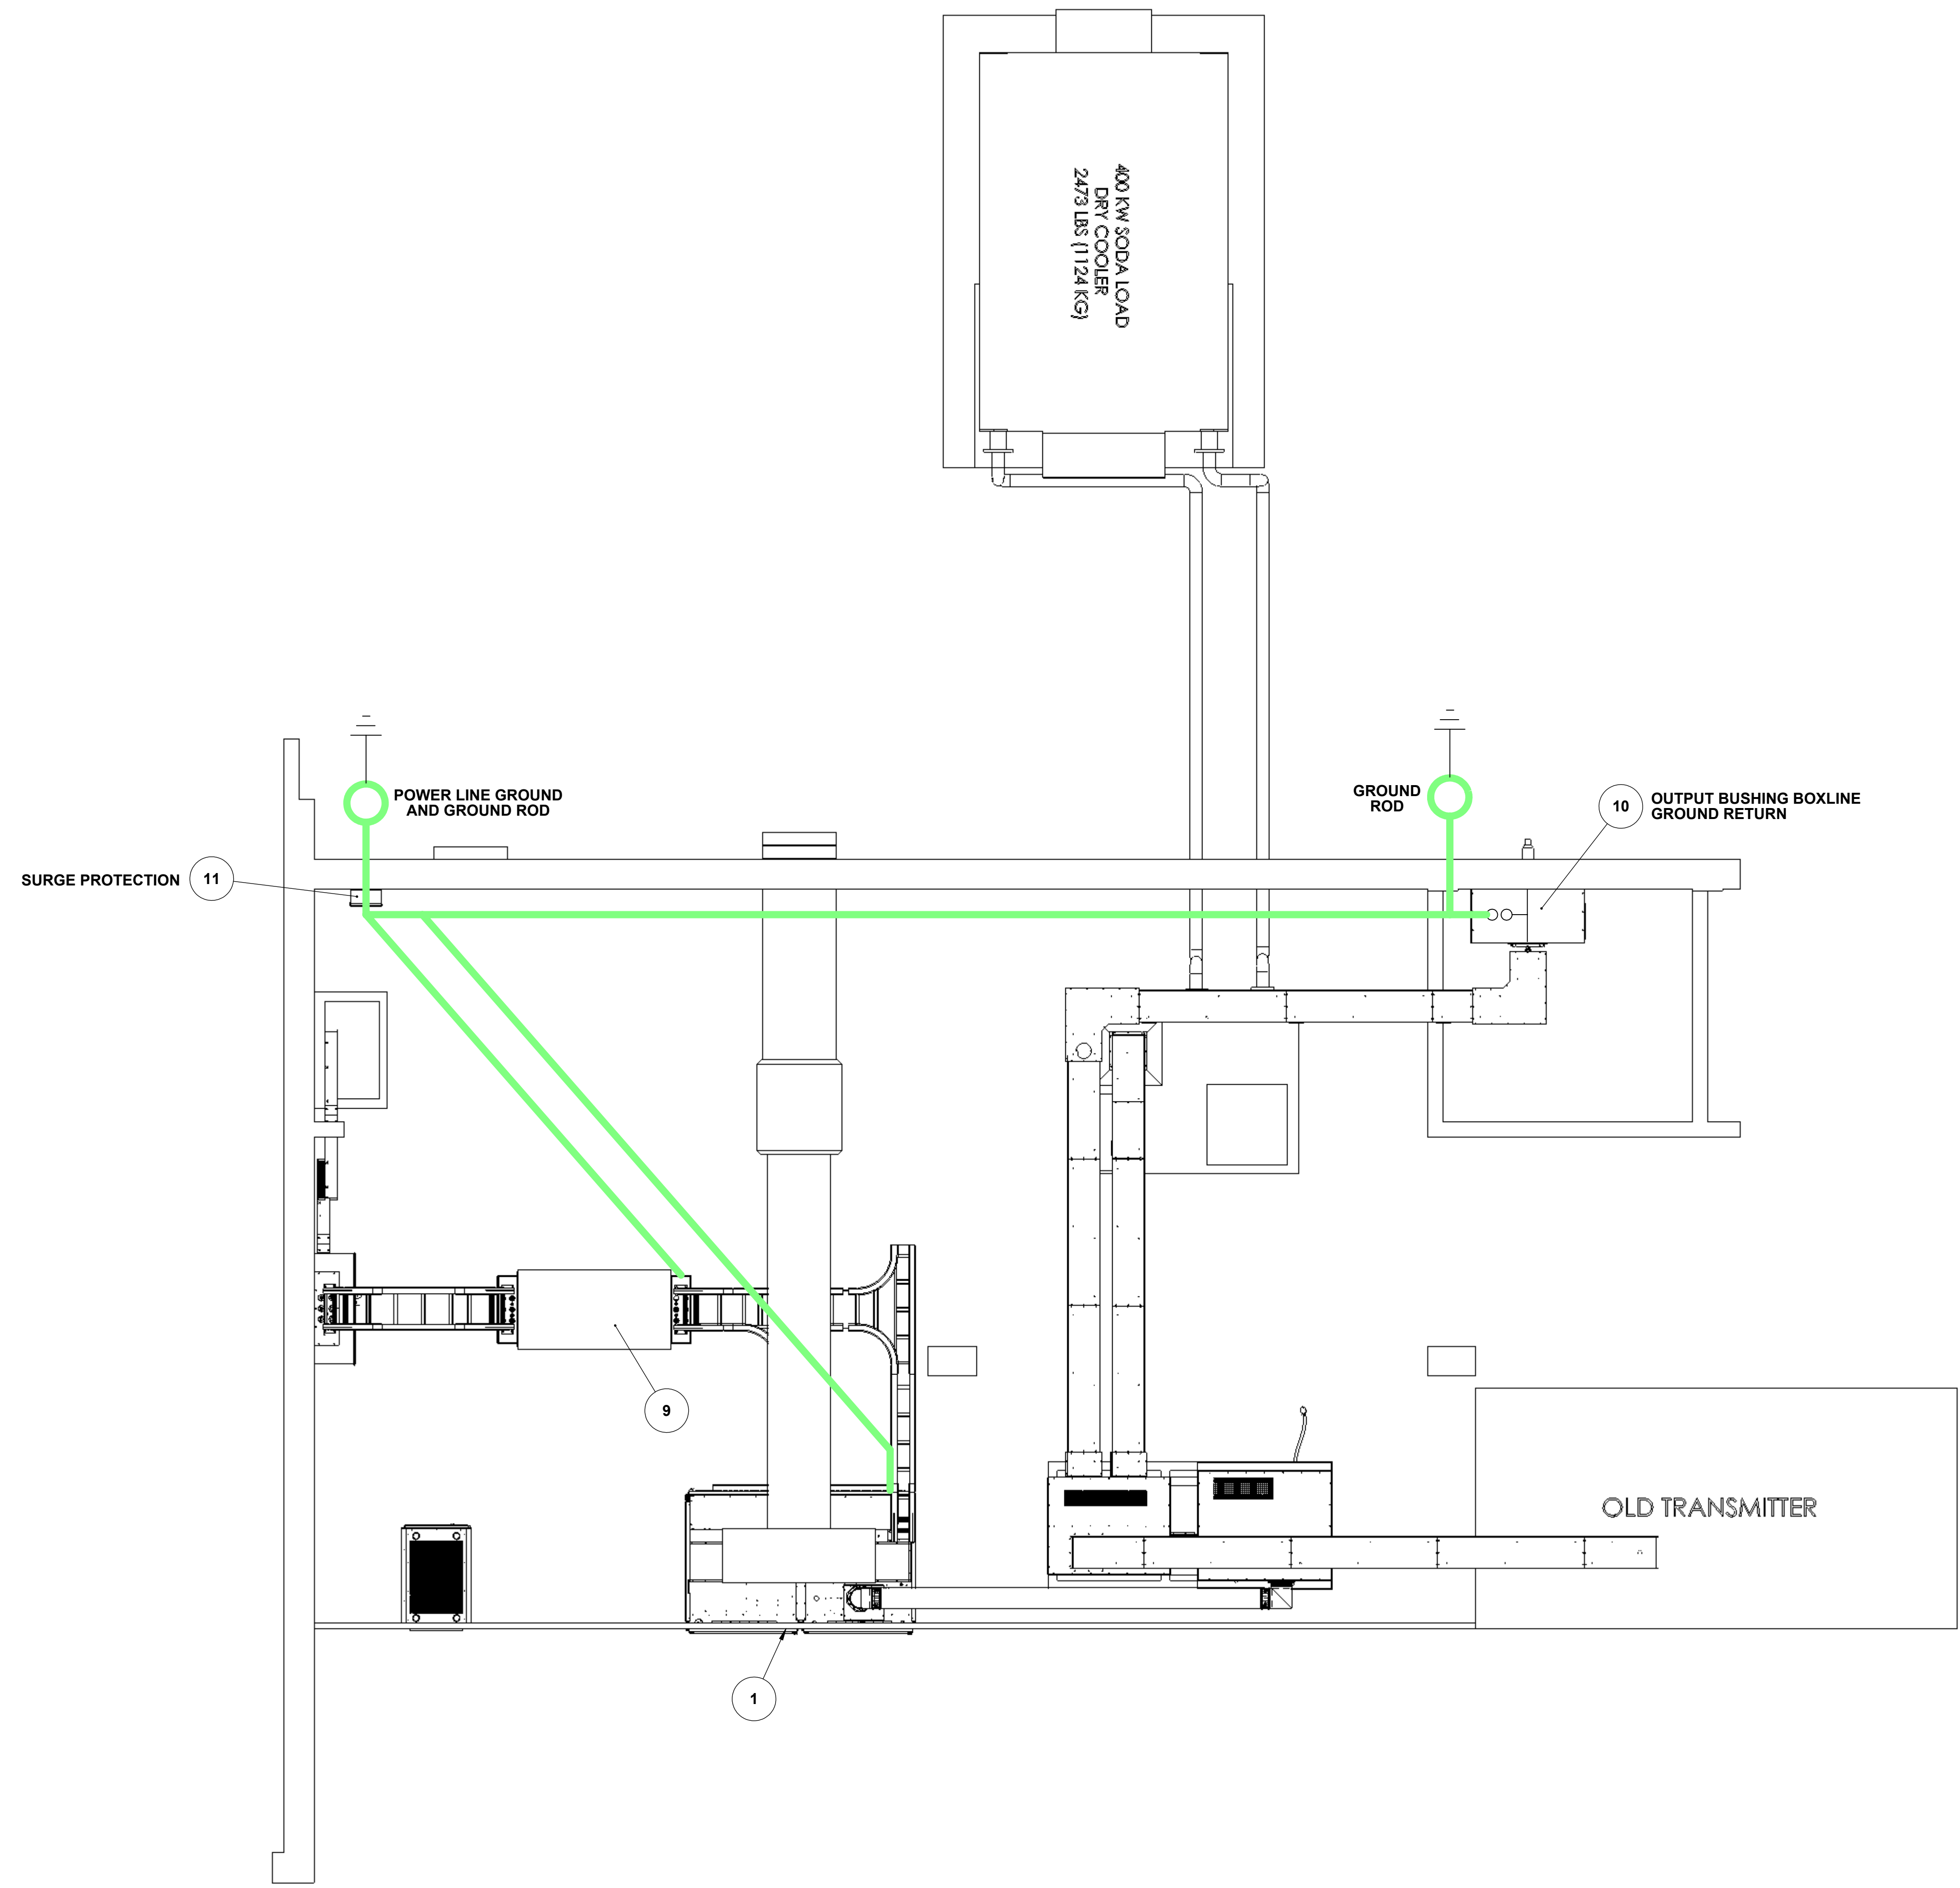 400 KW SODA LOAD
DRY COOLER
2473 LBS (1124 KG)
POWER LINE GROUND
AND GROUND ROD
GROUND
ROD
10
OUTPUT BUSHING BOXLINE
GROUND RETURN
SURGE PROTECTION
11
9
OLD TRANSMITTER
1